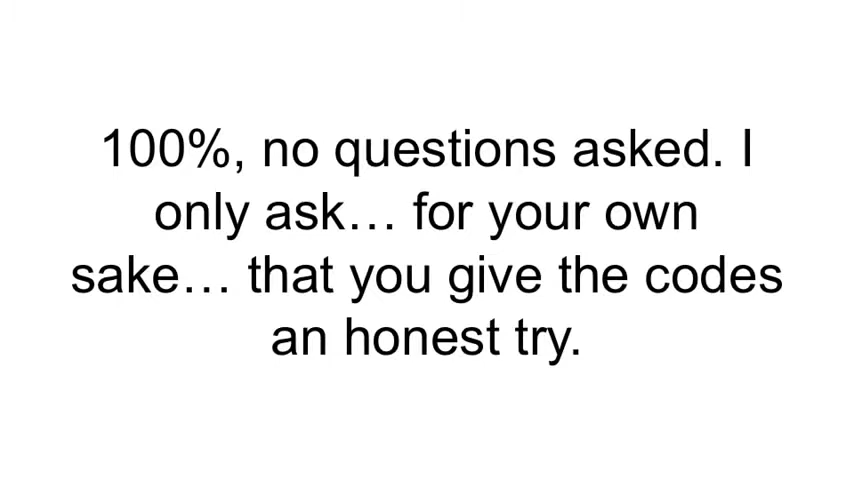 100%, no questions asked. I
only ask… for your own
sake… that you give the codes
an honest try.